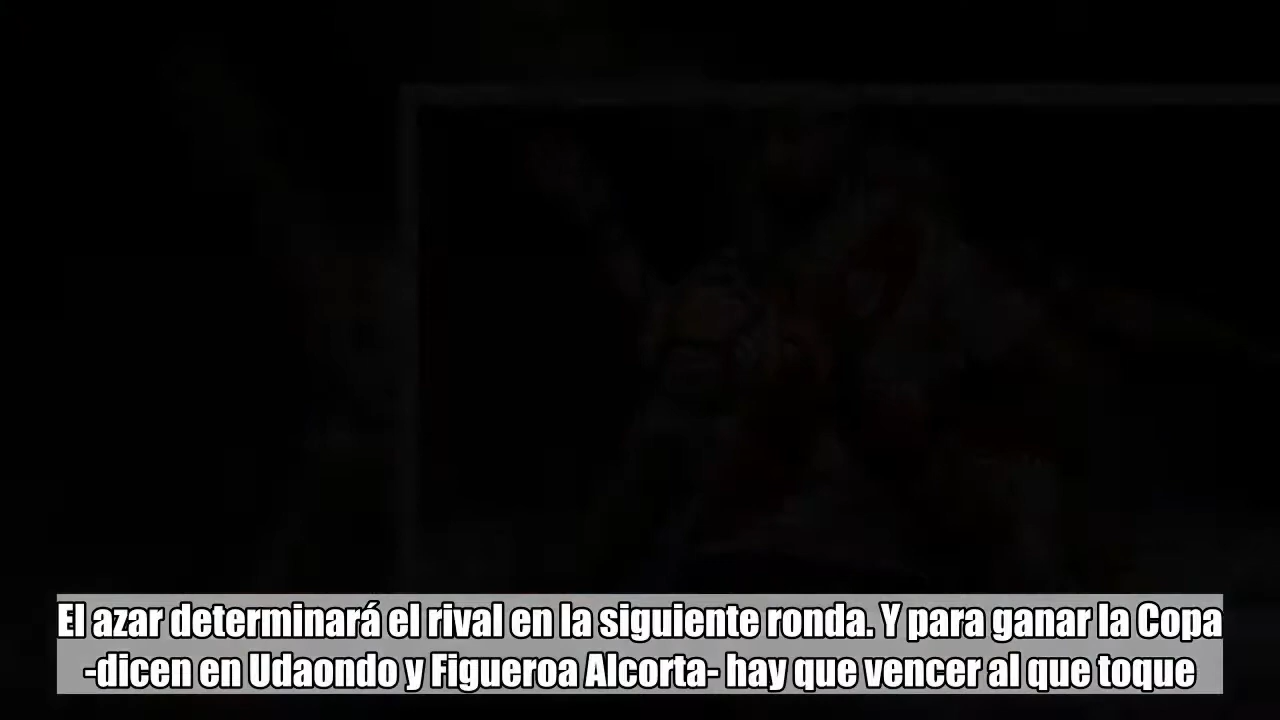 El azar determinará el rival en la siguiente ronda. Y para ganar la Copa
-dicen en Udaondo y Figueroa Alcorta- hay que vencer al que toque